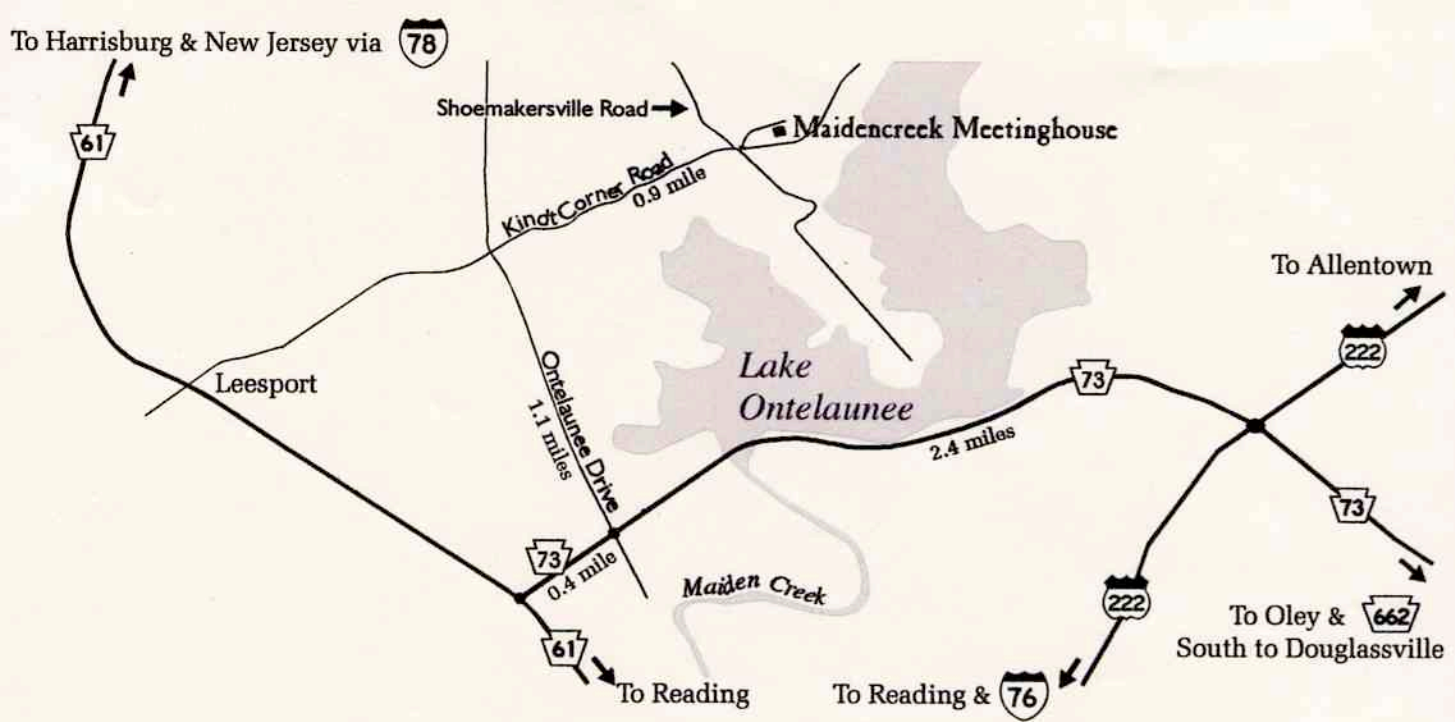 To Harrisburg & New Jersey via 78
61
Shoemakersville Road
Maidencreek Meetinghouse
Kindt Corner Road
0.9 mile
To Allentown
222
Leesport
Ontelaunee Drive
1.1 miles
Lake
Ontelaunee
73
2.4 miles
73
73
0.4 mile
Maiden Creek
222
To Oley & 662
South to Douglassville
61
To Reading
To Reading & 76